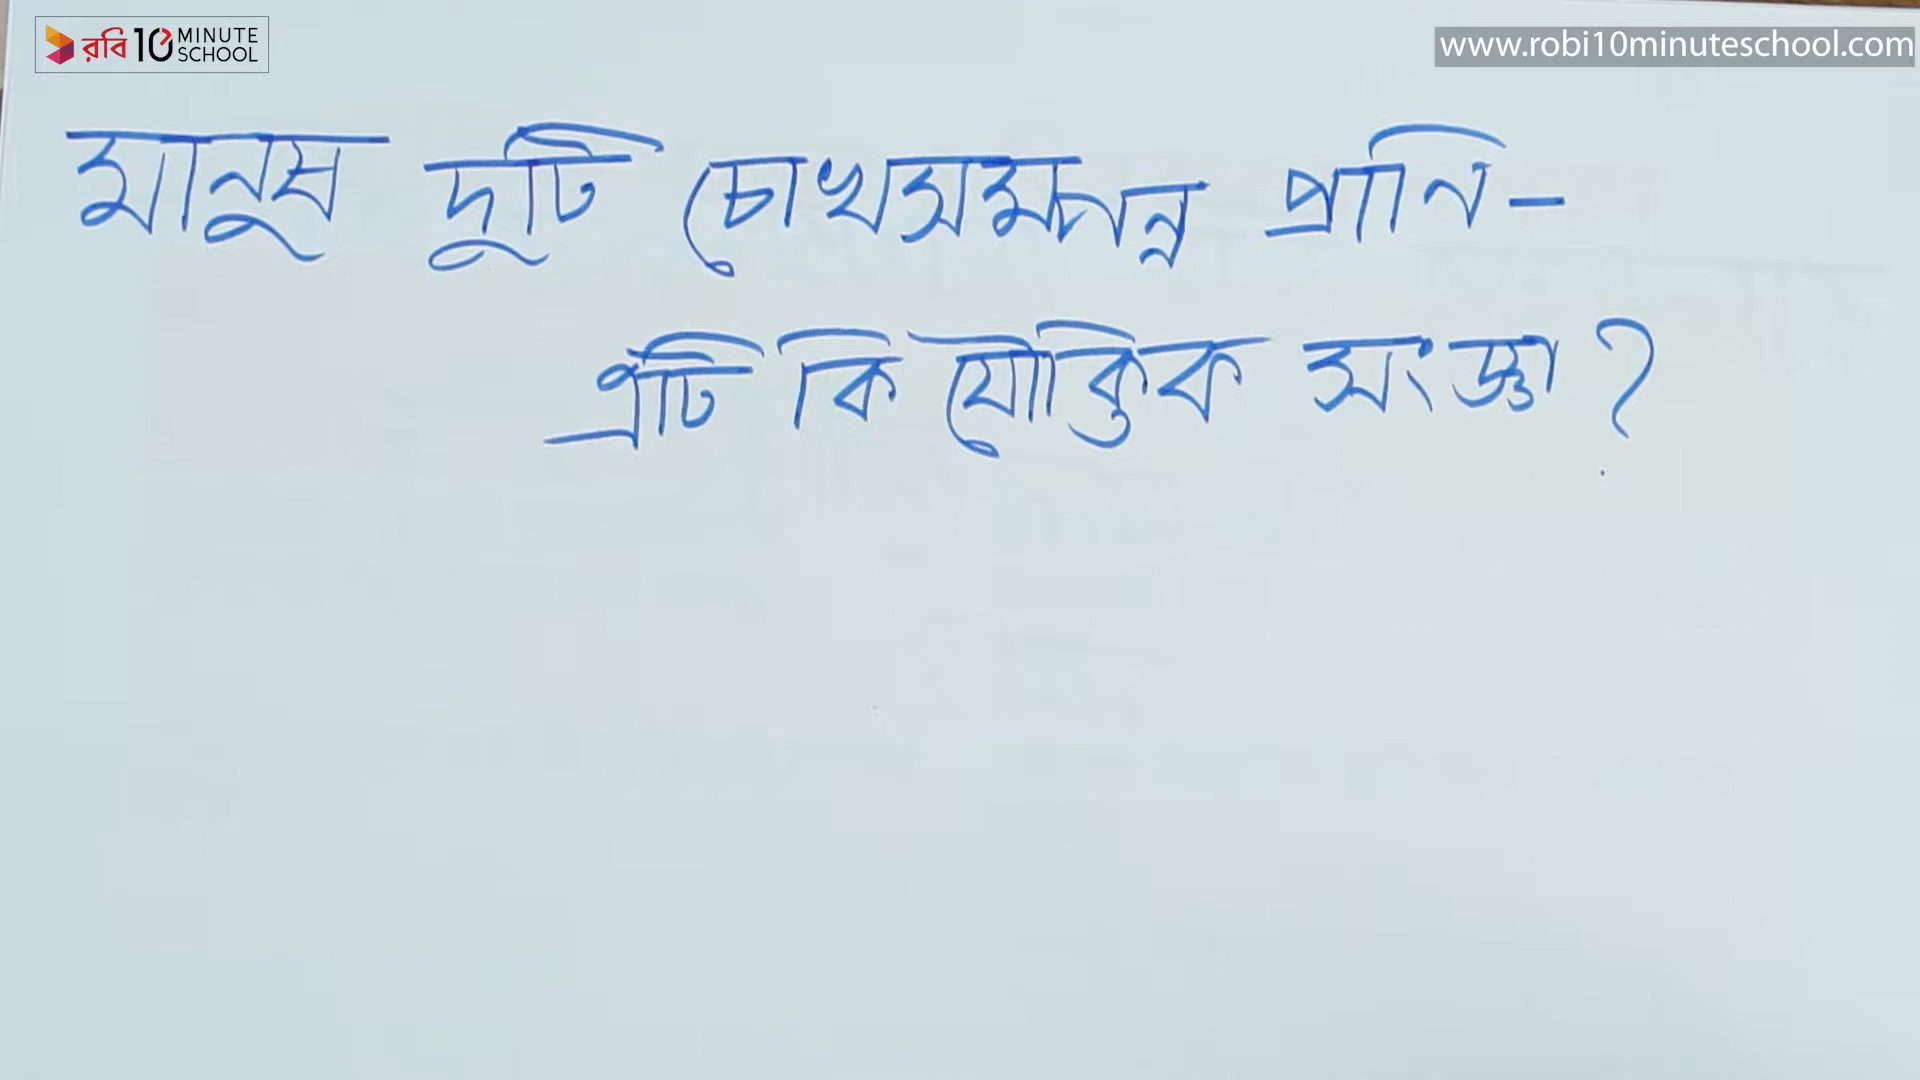 রবি 10 MINUTE SCHOOL
www.robi10minuteschool.com
মানুষ দুটি চোখসম্পন্ন প্রাণি -
এটি কি যৌক্তিক সংজ্ঞা ?